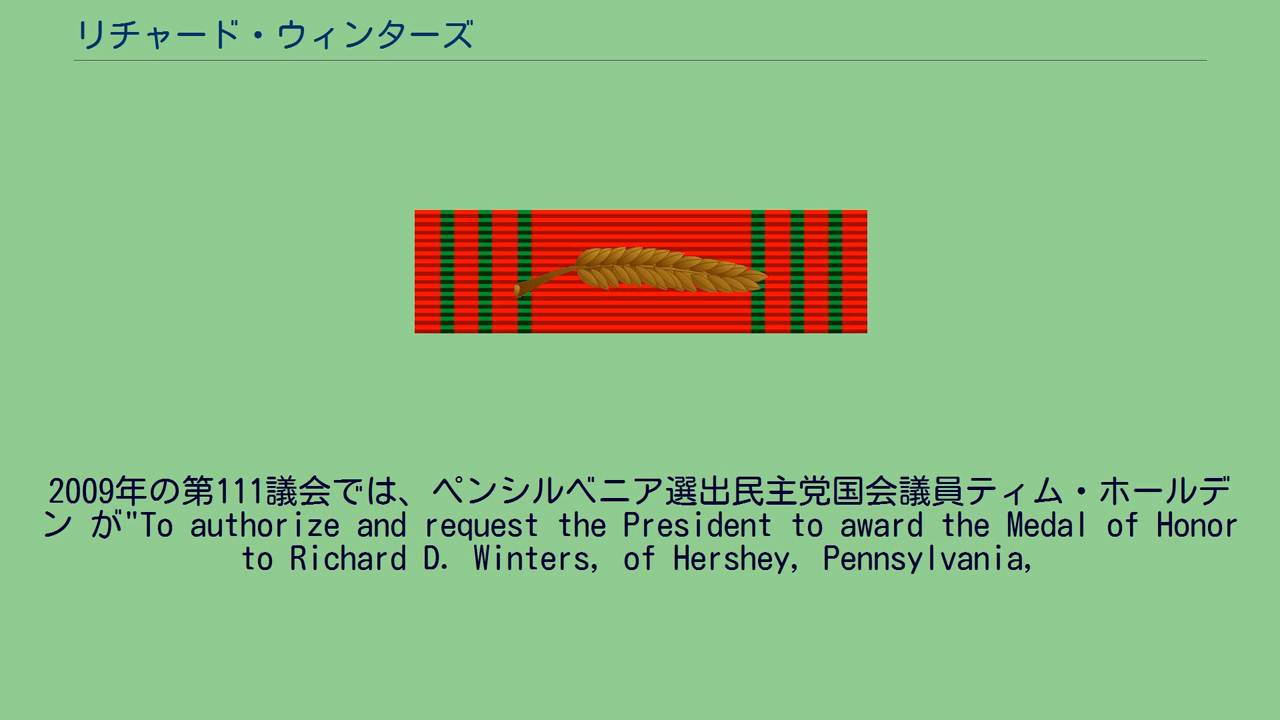 リチャード・ウィンターズ
2009年の第111議会では、ペンシルベニア選出民主党国会議員ティム・ホールデ
ン が"To authorize and request the President to award the Medal of Honor
to Richard D. Winters, of Hershey, Pennsylvania,